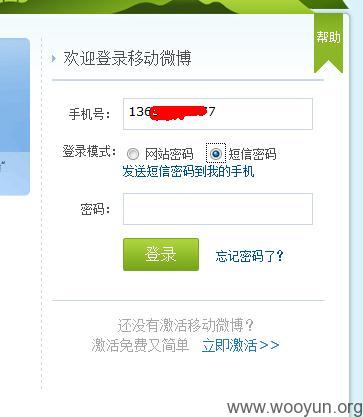 帮助
欢迎登录移动微博
手机号：
登录模式： 网站密码 短信密码
发送短信密码到我的手机
密码：
登录 忘记密码了？
还没有激活移动微博？
激活免费又简单 立即激活>>
www.wooyun.org